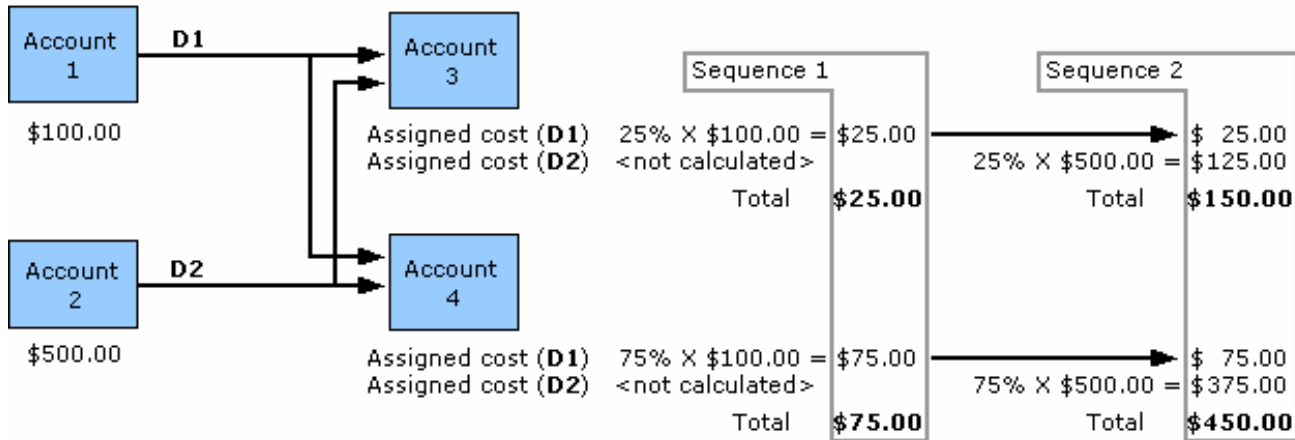 Account
1
D1
$100.00
Account
3
Sequence 1
Sequence 2
Assigned cost (D1) 25% X $100.00 = $25.00 $ 25.00
Assigned cost (D2) <not calculated> 25% X $500.00 = $125.00
Total $25.00 Total $150.00
Account
2
D2
$500.00
Account
4
Assigned cost (D1) 75% X $100.00 = $75.00 $ 75.00
Assigned cost (D2) <not calculated> 75% X $500.00 = $375.00
Total $75.00 Total $450.00